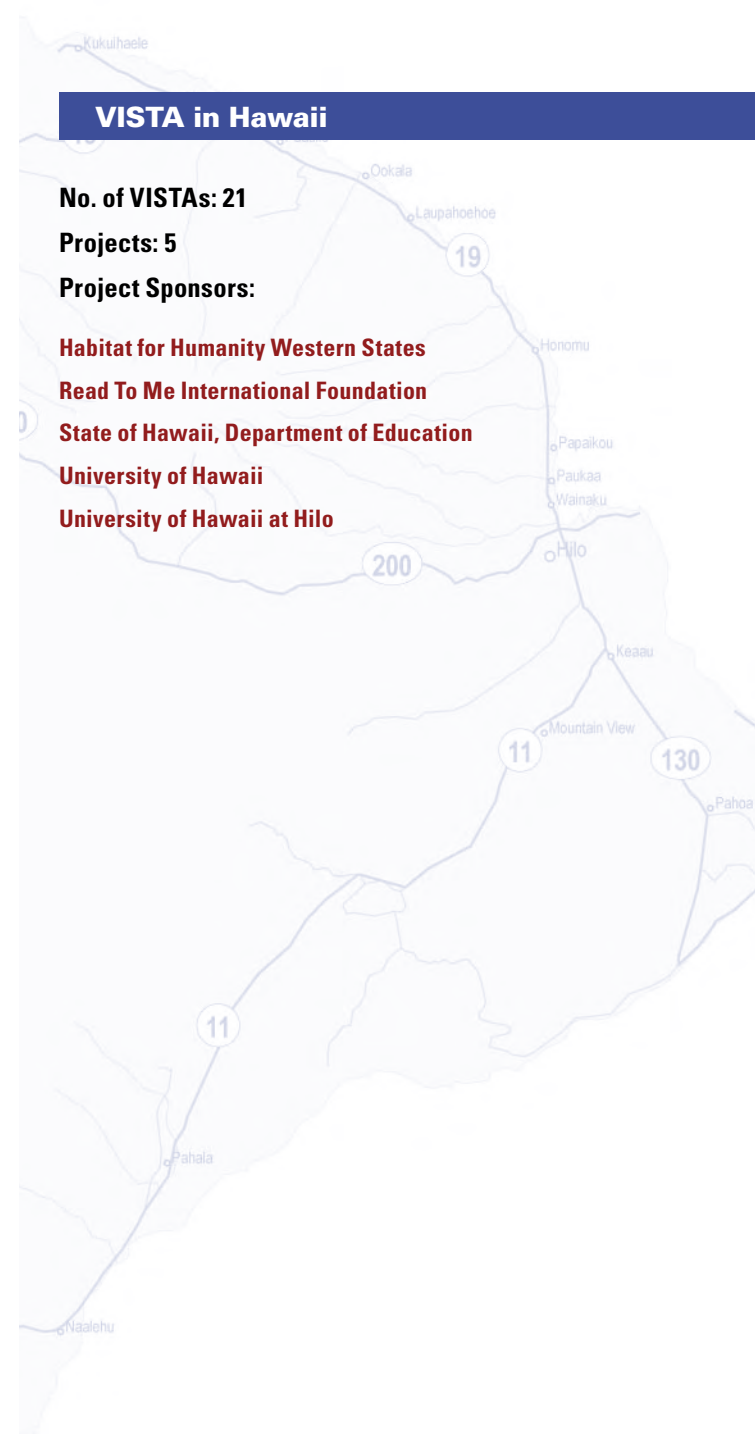 Kukuihaele
VISTA in Hawaii
Ookala
No. of VISTAs: 21
Laupahoehoe
Projects: 5
19
Project Sponsors:
Habitat for Humanity Western States
Honomu
Read To Me International Foundation
State of Hawaii, Department of Education
Papaikou
University of Hawaii
Paukaa
Wainaku
University of Hawaii at Hilo
Hilo
200
Keaau
Mountain View
11
130
Pahoa
11
Pahala
Naalehu